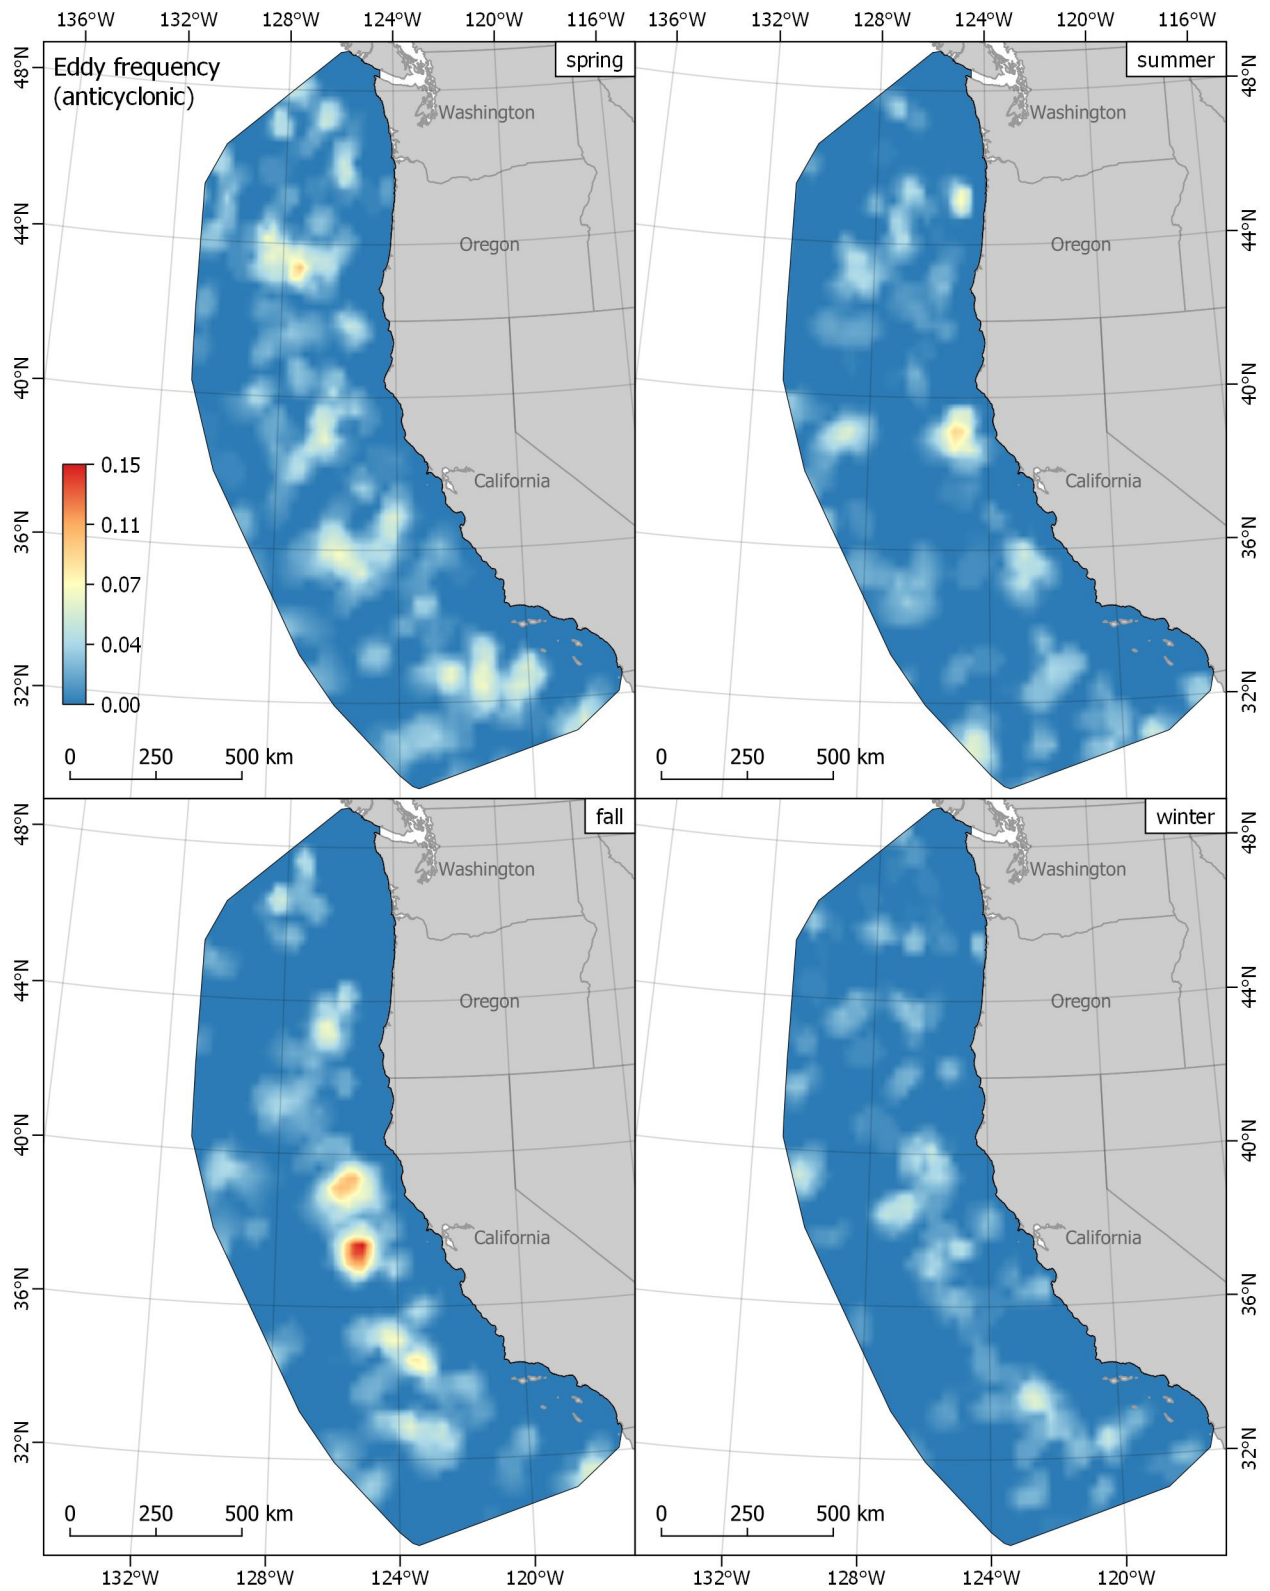 136°W 132°W 128°W 124°W 120°W 116°W 136°W 132°W 128°W 124°W 120°W 116°W
Eddy frequency
(anticyclonic)
spring
summer
48°N
48°N
Washington
Washington
44°N
44°N
Oregon
Oregon
40°N
40°N
0.15
California
California
0.11
36°N
36°N
0.07
0.04
32°N
32°N
0.00
0 250 500 km
0 250 500 km
fall
winter
48°N
48°N
Washington
Washington
44°N
44°N
Oregon
Oregon
40°N
40°N
California
California
36°N
36°N
32°N
32°N
0 250 500 km
0 250 500 km
132°W 128°W 124°W 120°W 132°W 128°W 124°W 120°W